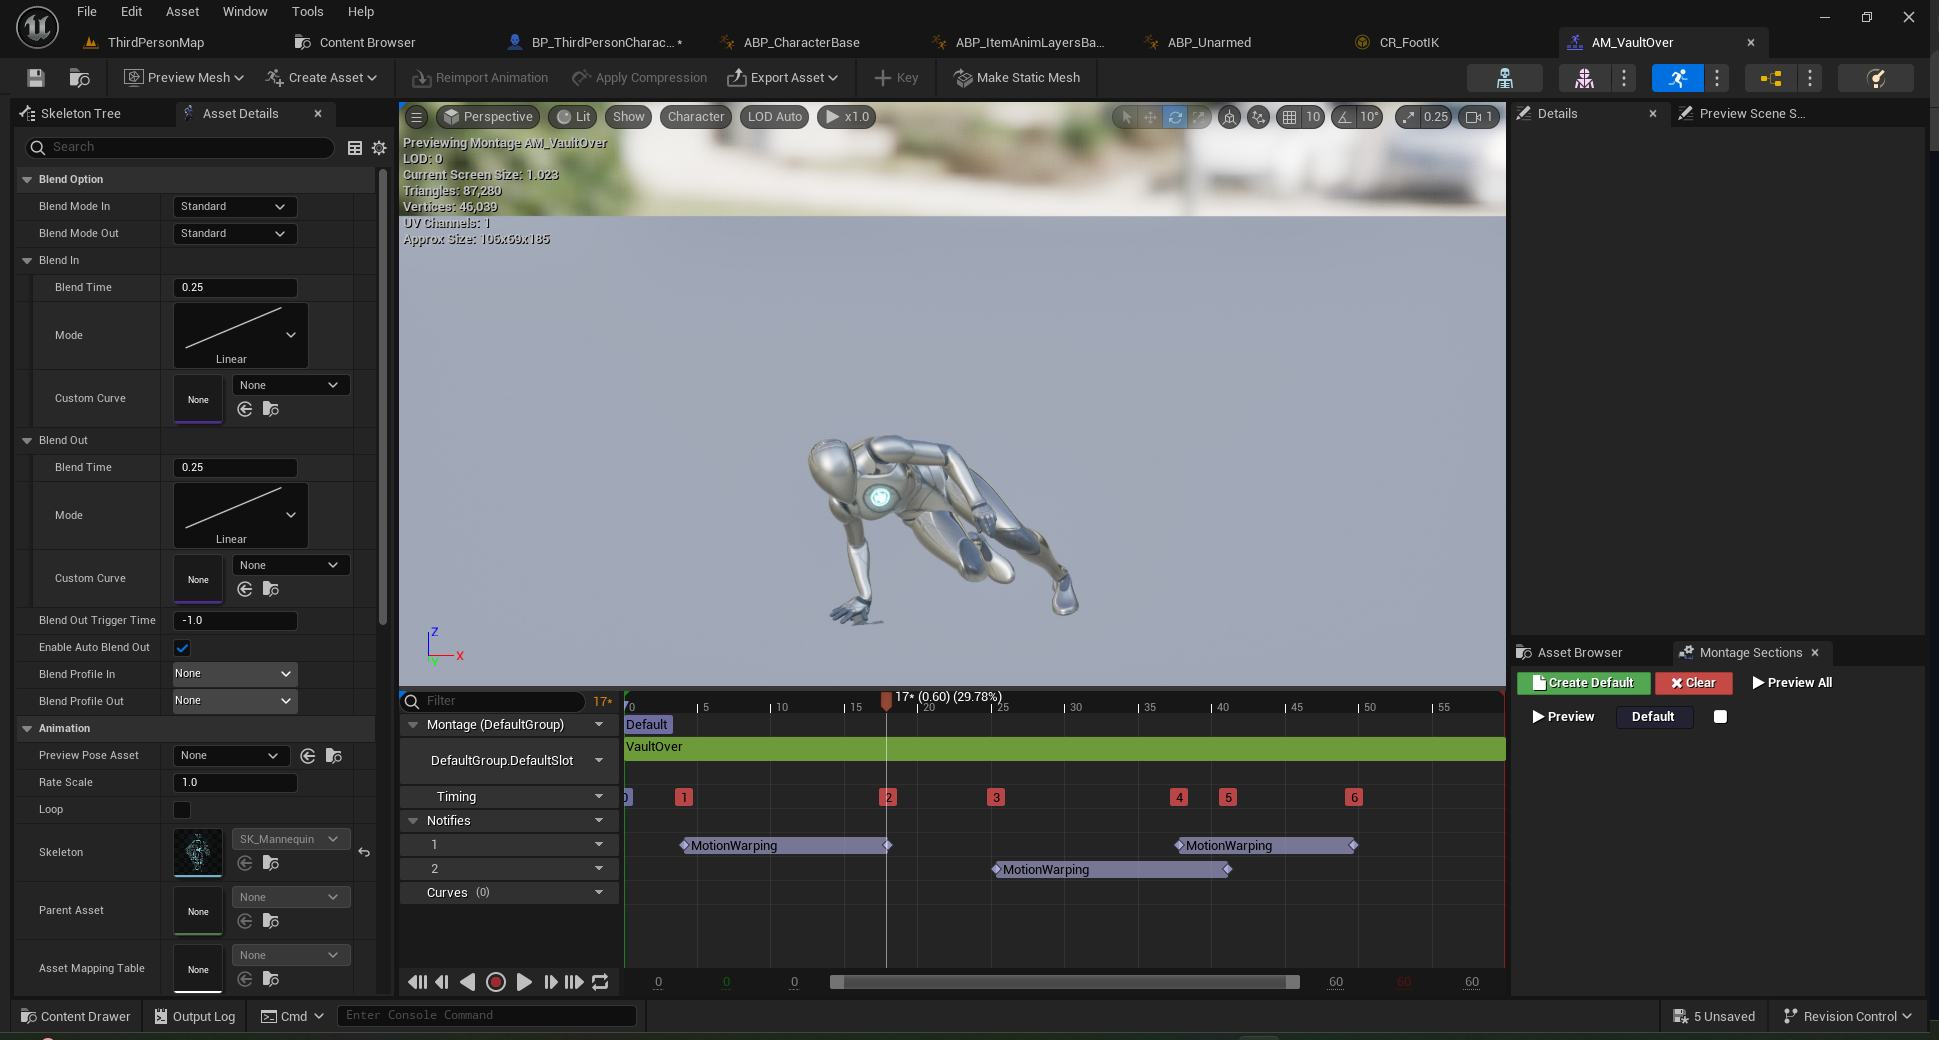 File Edit Asset Window Tools Help
ThirdPersonMap Content Browser BP_ThirdPersonCharac... * ABP_CharacterBase ABP_ItemAnimLayersBa... ABP_Unarmed CR_FootIK AM_VaultOver
Preview Mesh Create Asset Reimport Animation Apply Compression Export Asset Key Make Static Mesh
Skeleton Tree Asset Details
Search
Blend Option
Blend Mode In Standard
Blend Mode Out Standard
Blend In
Blend Time 0.25
Mode Linear
Custom Curve None None
Blend Out
Blend Time 0.25
Mode Linear
Custom Curve None None
Blend Out Trigger Time -1.0
Enable Auto Blend Out
Blend Profile In None
Blend Profile Out None
Animation
Preview Pose Asset None
Rate Scale 1.0
Loop
Skeleton SK_Mannequin
Parent Asset None None
Asset Mapping Table None None
Perspective Lit Show Character LOD Auto x1.0 10 10° 0.25 1
Previewing Montage AM_VaultOver
LOD: 0
Current Screen Size: 1.023
Triangles: 87,280
Vertices: 46,039
UV Channels: 1
Approx Size: 106x69x185
Z
Y X
Filter 17* 17* (0.60) (29.78%)
0 5 10 15 20 25 30 35 40 45 50 55
Montage (DefaultGroup) Default
VaultOver
DefaultGroup.DefaultSlot
Timing 0 1 2 3 4 5 6
Notifies
1 MotionWarping MotionWarping
2 MotionWarping
Curves (0)
0 0 0 60 60 60
Details Preview Scene S...
Asset Browser Montage Sections
Create Default Clear Preview All
Preview Default
Content Drawer Output Log Cmd Enter Console Command 5 Unsaved Revision Control